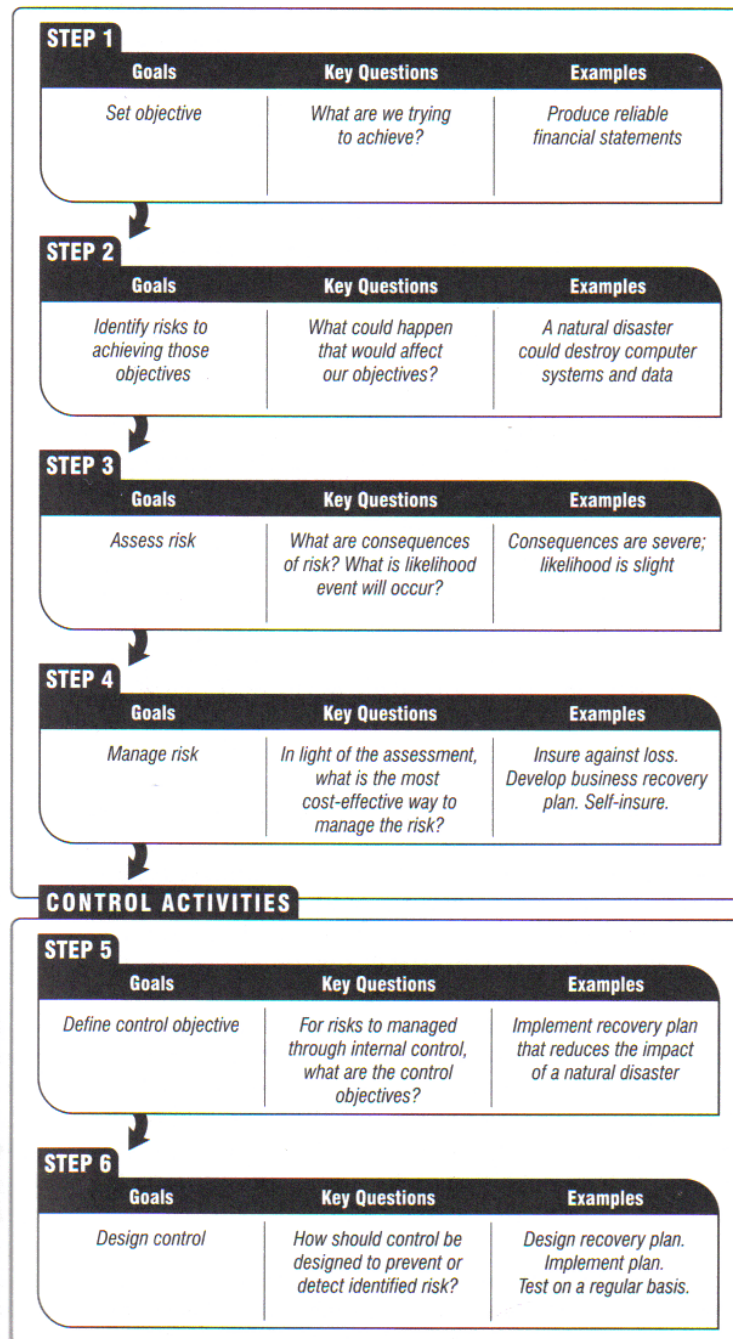 STEP 1
Goals Key Questions Examples
Set objective What are we trying Produce reliable
to achieve? financial statements
STEP 2
Goals Key Questions Examples
Identify risks to What could happen A natural disaster
achieving those that would affect could destroy computer
objectives our objectives? systems and data
STEP 3
Goals Key Questions Examples
Assess risk What are consequences Consequences are severe;
of risk? What is likelihood likelihood is slight
event will occur?
STEP 4
Goals Key Questions Examples
Manage risk In light of the assessment, Insure against loss.
what is the most Develop business recovery
cost-effective way to plan. Self-insure.
manage the risk?
CONTROL ACTIVITIES
STEP 5
Goals Key Questions Examples
Define control objective For risks to managed Implement recovery plan
through internal control, that reduces the impact
what are the control of a natural disaster
objectives?
STEP 6
Goals Key Questions Examples
Design control How should control be Design recovery plan.
designed to prevent or Implement plan.
detect identified risk? Test on a regular basis.